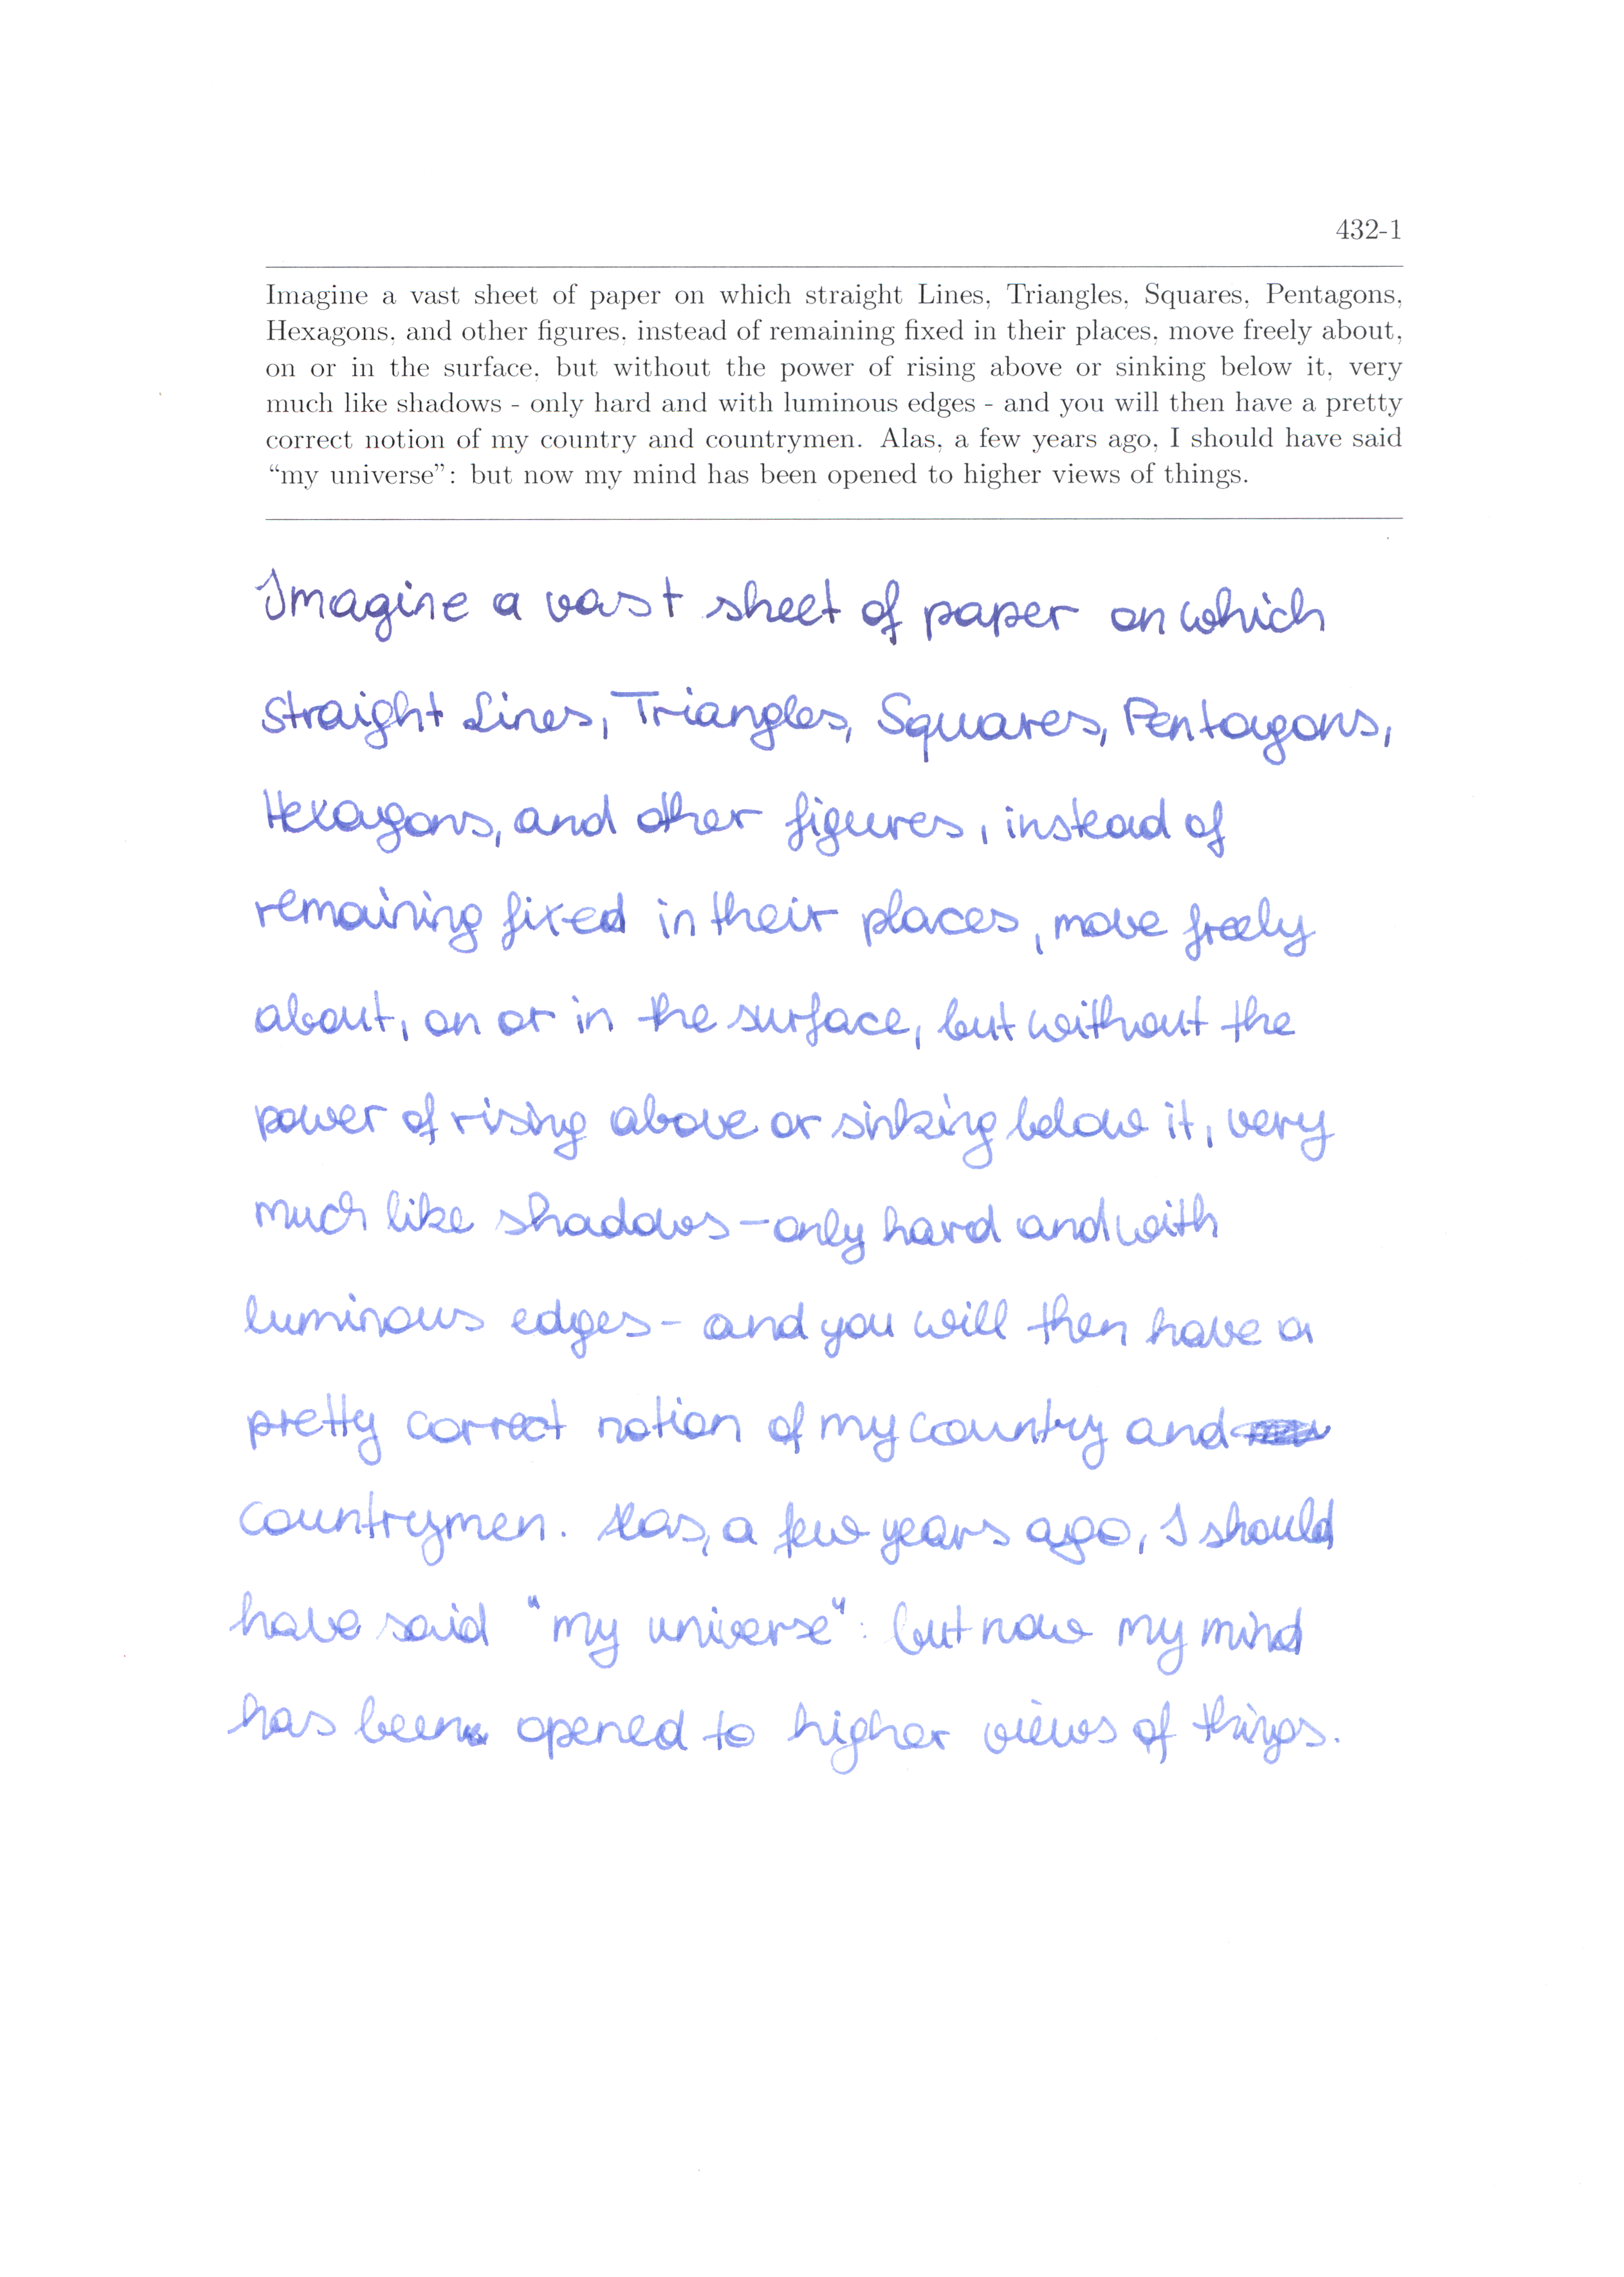 432-1
Imagine a vast sheet of paper on which straight Lines, Triangles, Squares, Pentagons,
Hexagons, and other figures, instead of remaining fixed in their places, move freely about,
on or in the surface, but without the power of rising above or sinking below it, very
much like shadows - only hard and with luminous edges - and you will then have a pretty
correct notion of my country and countrymen. Alas, a few years ago, I should have said
“my universe”: but now my mind has been opened to higher views of things.
Imagine a vast sheet of paper on which
straight Lines, Triangles, Squares, Pentagons,
Hexagons, and other figures, instead of
remaining fixed in their places, move freely
about, on or in the surface, but without the
power of rising above or sinking below it, very
much like shadows - only hard and with
luminous edges - and you will then have a
pretty correct notion of my country and
countrymen. Alas, a few years ago, I should
have said "my universe": but now my mind
has been opened to higher views of things.